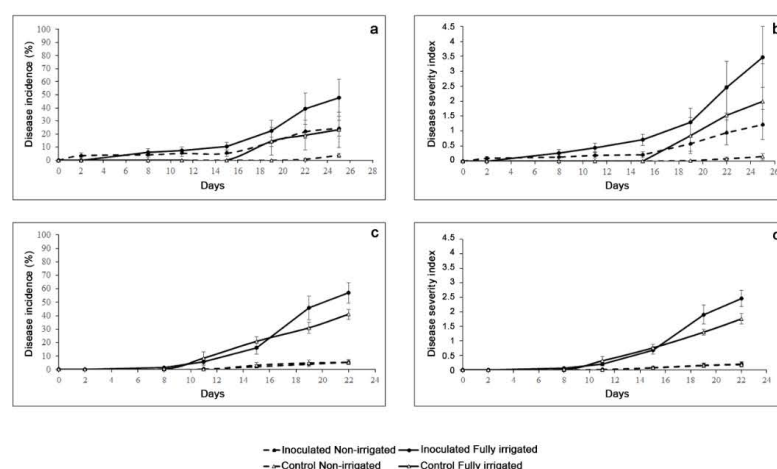 a
Disease incidence (%)
100
90
80
70
60
50
40
30
20
10
0
0 2 4 6 8 10 12 14 16 18 20 22 24 26 28
Days
b
Disease severity index
4.5
4
3.5
3
2.5
2
1.5
1
0.5
0
0 2 4 6 8 10 12 14 16 18 20 22 24 26
Days
c
Disease incidence (%)
100
90
80
70
60
50
40
30
20
10
0
0 2 4 6 8 10 12 14 16 18 20 22 24
Days
Disease severity index
4.5
4
3.5
3
2.5
2
1.5
1
0.5
0
0 2 4 6 8 10 12 14 16 18 20 22 24
Days
Inoculated Non-irrigated Inoculated Fully irrigated
Control Non-irrigated Control Fully irrigated